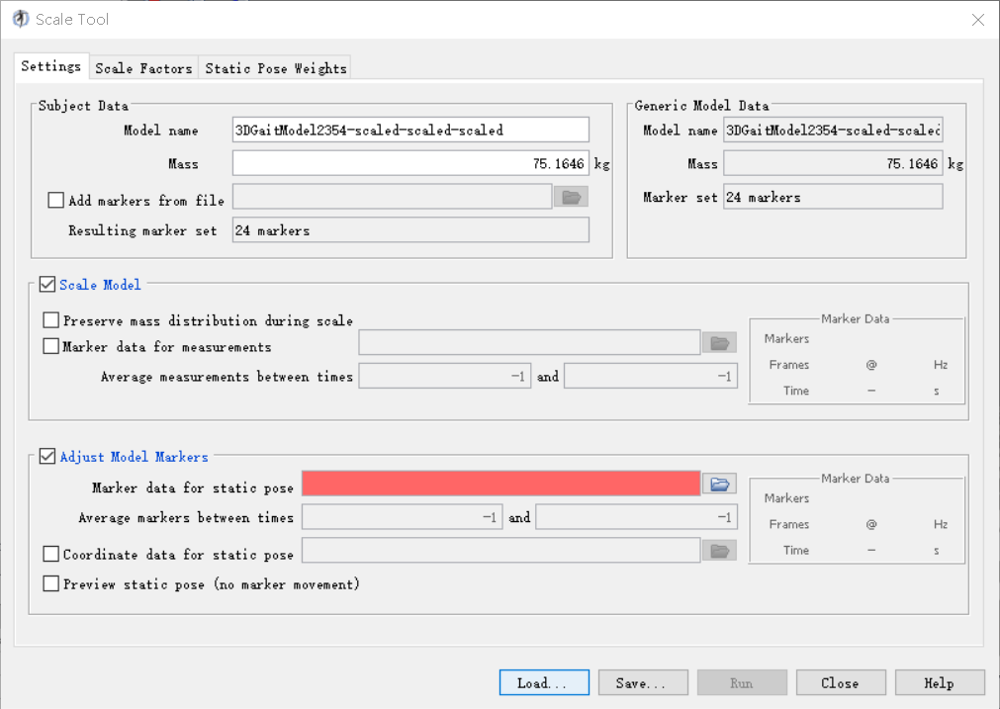 Scale Tool
Settings Scale Factors Static Pose Weights
Subject Data
Model name 3DGaitModel2354-scaled-scaled-scaled
Mass 75.1646 kg
Add markers from file
Resulting marker set 24 markers
Generic Model Data
Model name 3DGaitModel2354-scaled-scaled
Mass 75.1646 kg
Marker set 24 markers
Scale Model
Preserve mass distribution during scale
Marker data for measurements
Average measurements between times -1 and -1
Marker Data
Markers
Frames @ Hz
Time – s
Adjust Model Markers
Marker data for static pose
Average markers between times -1 and -1
Coordinate data for static pose
Preview static pose (no marker movement)
Marker Data
Markers
Frames @ Hz
Time – s
Load... Save... Run Close Help